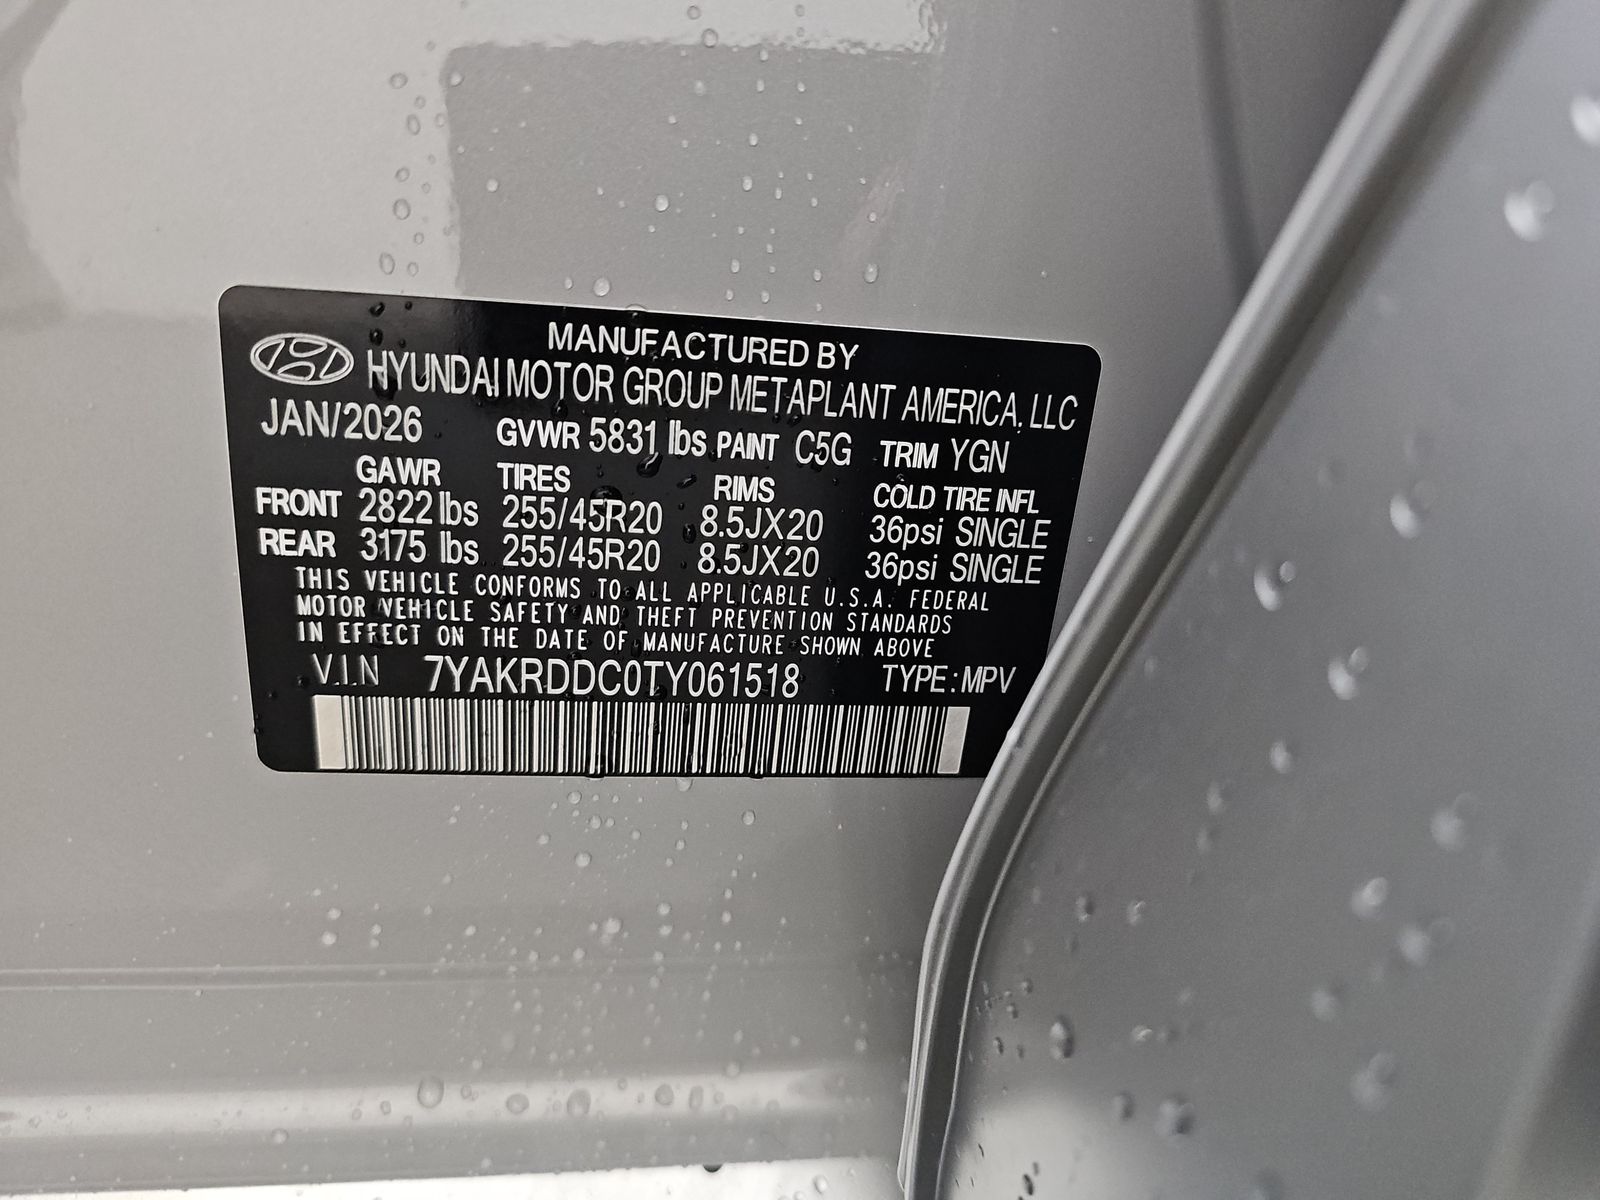 MANUFACTURED BY
HYUNDAI MOTOR GROUP METAPLANT AMERICA, LLC
JAN/2026 GVWR 5831 lbs PAINT C5G TRIM YGN
GAWR TIRES RIMS COLD TIRE INFL
FRONT 2822 lbs 255/45R20 8.5JX20 36psi SINGLE
REAR 3175 lbs 255/45R20 8.5JX20 36psi SINGLE
THIS VEHICLE CONFORMS TO ALL APPLICABLE U.S.A. FEDERAL
MOTOR VEHICLE SAFETY AND THEFT PREVENTION STANDARDS
IN EFFECT ON THE DATE OF MANUFACTURE SHOWN ABOVE
V.I.N 7YAKRDDC0TY061518 TYPE: MPV